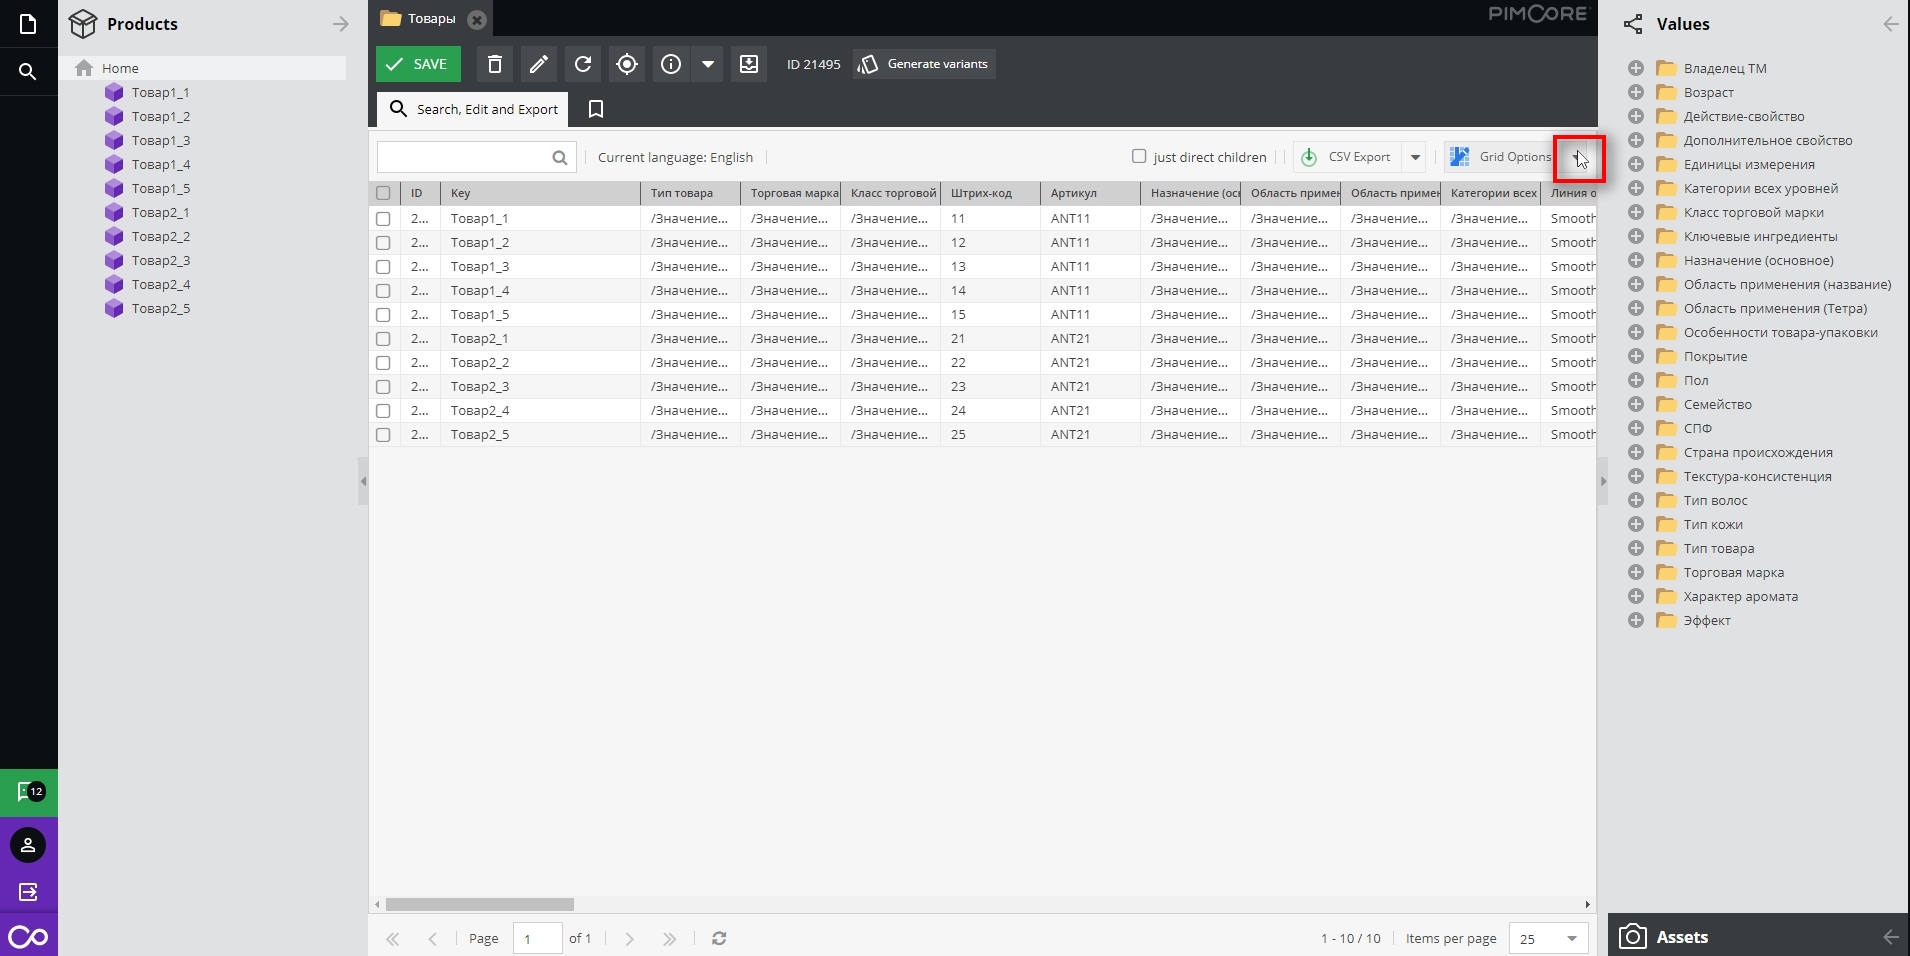 Products
Home
Товар1_1
Товар1_2
Товар1_3
Товар1_4
Товар1_5
Товар2_1
Товар2_2
Товар2_3
Товар2_4
Товар2_5
12
Товары
PIMCORE
SAVE
ID 21495
Generate variants
Search, Edit and Export
Current language: English
just direct children
CSV Export
Grid Options
ID Key Тип товара Торговая марка Класс торговой Штрих-код Артикул Назначение (осн Область приме Область приме Категории всех Линия о
2... Товар1_1 /Значение... /Значение... /Значение... 11 ANT11 /Значение... /Значение... /Значение... /Значение... Smooth
2... Товар1_2 /Значение... /Значение... /Значение... 12 ANT11 /Значение... /Значение... /Значение... /Значение... Smooth
2... Товар1_3 /Значение... /Значение... /Значение... 13 ANT11 /Значение... /Значение... /Значение... /Значение... Smooth
2... Товар1_4 /Значение... /Значение... /Значение... 14 ANT11 /Значение... /Значение... /Значение... /Значение... Smooth
2... Товар1_5 /Значение... /Значение... /Значение... 15 ANT11 /Значение... /Значение... /Значение... /Значение... Smooth
2... Товар2_1 /Значение... /Значение... /Значение... 21 ANT21 /Значение... /Значение... /Значение... /Значение... Smooth
2... Товар2_2 /Значение... /Значение... /Значение... 22 ANT21 /Значение... /Значение... /Значение... /Значение... Smooth
2... Товар2_3 /Значение... /Значение... /Значение... 23 ANT21 /Значение... /Значение... /Значение... /Значение... Smooth
2... Товар2_4 /Значение... /Значение... /Значение... 24 ANT21 /Значение... /Значение... /Значение... /Значение... Smooth
2... Товар2_5 /Значение... /Значение... /Значение... 25 ANT21 /Значение... /Значение... /Значение... /Значение... Smooth
Page 1 of 1
1 - 10 / 10 Items per page 25
Values
Владелец ТМ
Возраст
Действие-свойство
Дополнительное свойство
Единицы измерения
Категории всех уровней
Класс торговой марки
Ключевые ингредиенты
Назначение (основное)
Область применения (название)
Область применения (Тетра)
Особенности товара-упаковки
Покрытие
Пол
Семейство
СПФ
Страна происхождения
Текстура-консистенция
Тип волос
Тип кожи
Тип товара
Торговая марка
Характер аромата
Эффект
Assets